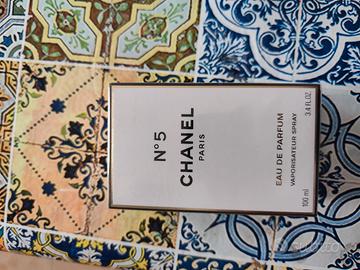 N°5
CHANEL
PARIS
EAU DE PARFUM
VAPORISATEUR SPRAY
100 ml
3.4 FL.OZ.